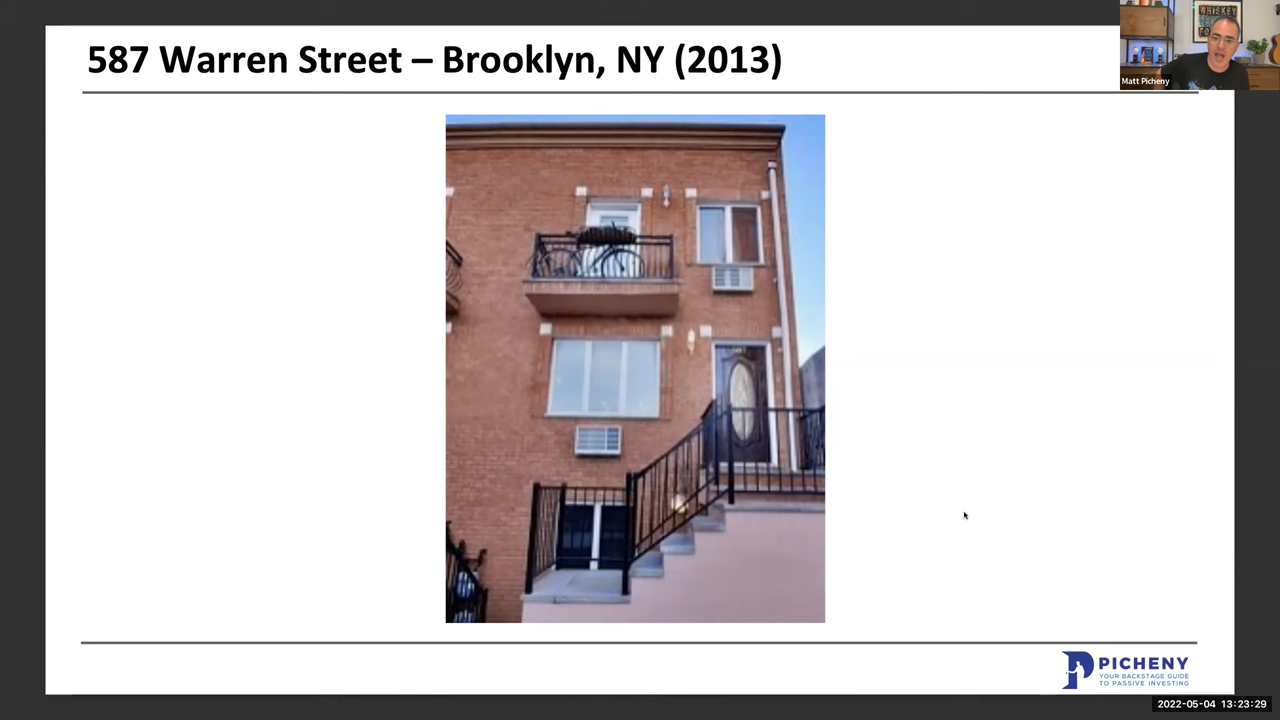 587 Warren Street – Brooklyn, NY (2013)
WHISKEY
Matt Picheny
PICHENY
YOUR BACKSTAGE GUIDE
TO PASSIVE INVESTING
2022-05-04 13:23:29